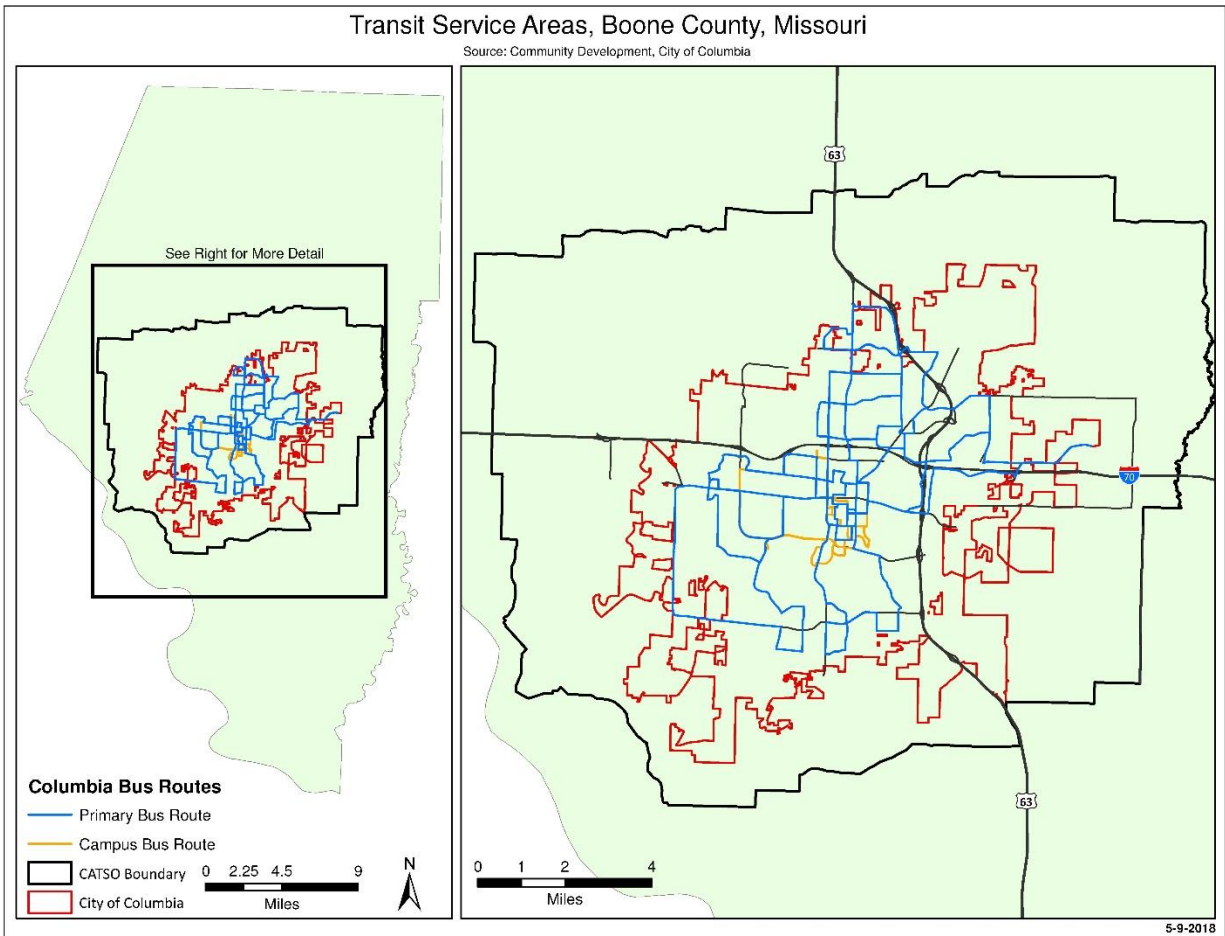 Transit Service Areas, Boone County, Missouri
Source: Community Development, City of Columbia
See Right for More Detail
Columbia Bus Routes
Primary Bus Route
Campus Bus Route
CATSO Boundary
City of Columbia
0 2.25 4.5 9
Miles
N
63
70
63
0 1 2 4
Miles
5-9-2018